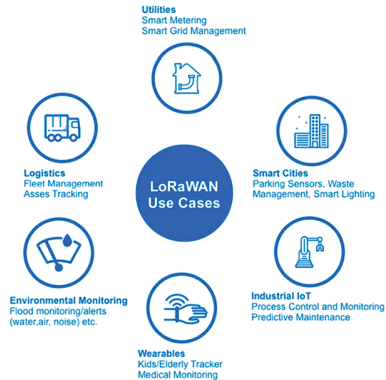 Utilities
Smart Metering
Smart Grid Management
Logistics
Fleet Management
Asses Tracking
LoRaWAN
Use Cases
Smart Cities
Parking Sensors, Waste
Management, Smart Lighting
Environmental Monitoring
Flood monitoring/alerts
(water,air, noise) etc.
Industrial IoT
Process Control and Monitoring
Predictive Maintenance
Wearables
Kids/Elderly Tracker
Medical Monitoring